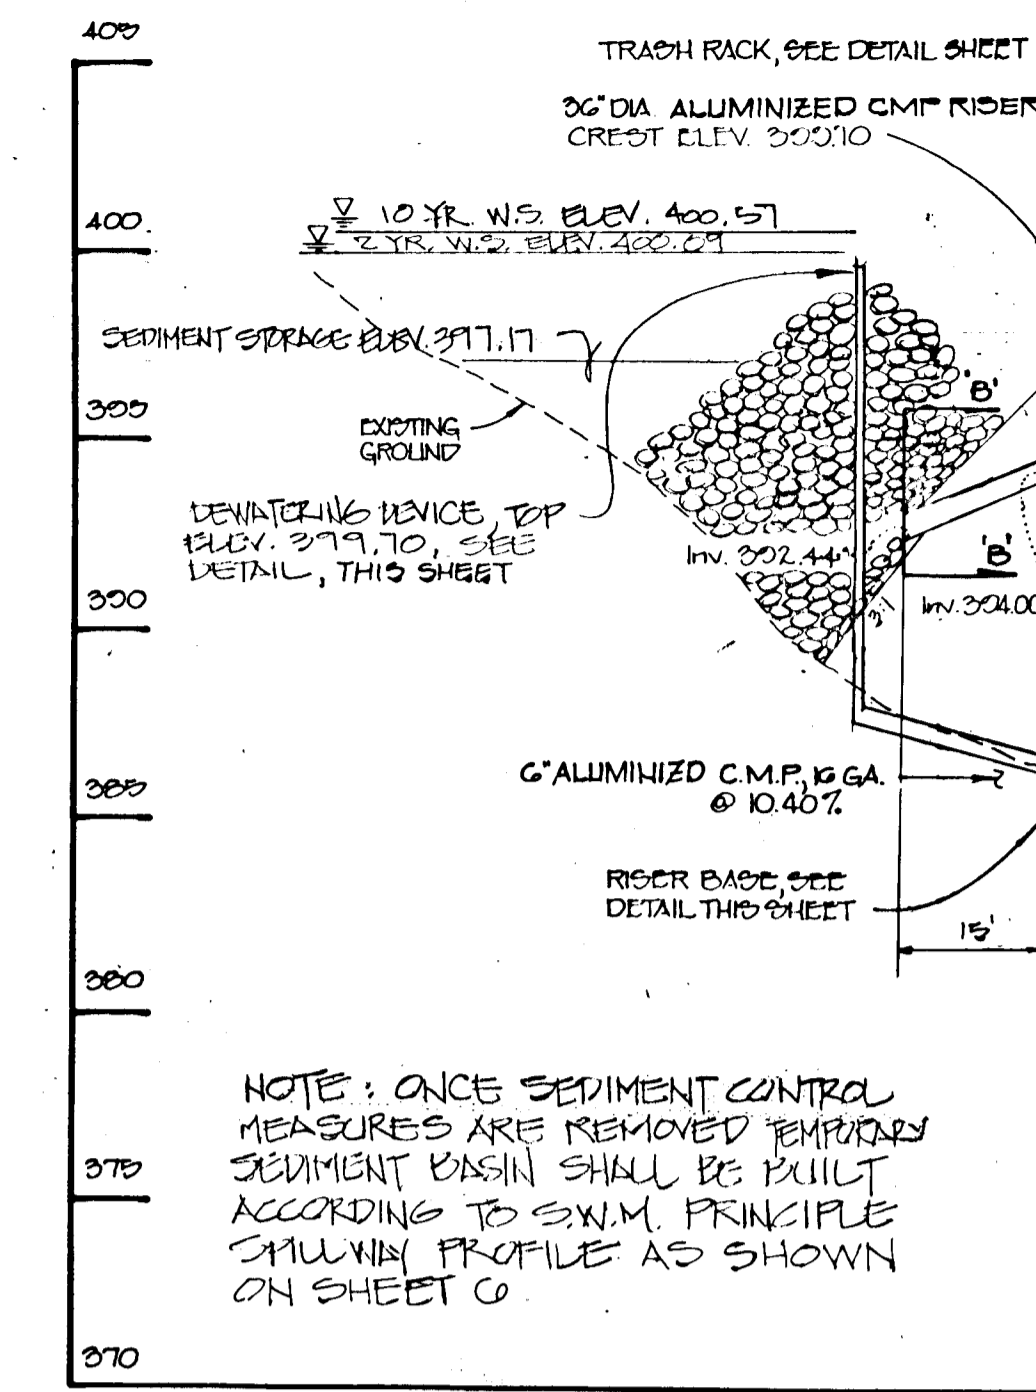 405
TRASH RACK, SEE DETAIL SHEET
36" DIA. ALUMINIZED CMP RISER
CREST ELEV. 399.70
400.
10 YR. W.S. ELEV. 400.57
2 YR. W.S. ELEV. 400.09
SEDIMENT STORAGE ELEV. 397.17
395
'B'
EXISTING
GROUND
DEWATERING DEVICE, TOP
ELEV. 399.70, SEE
DETAIL, THIS SHEET
Inv. 392.44
'B'
390
3:1
Inv. 394.00
6" ALUMINIZD C.M.P., 16 GA.
@ 10.40%
385
RISER BASE, SEE
DETAIL THIS SHEET
15'
380
NOTE: ONCE SEDIMENT CONTROL
MEASURES ARE REMOVED TEMPORARY
SEDIMENT BASIN SHALL BE BUILT
ACCORDING TO S.W.M. PRINCIPLE
SPILLWAY PROFILE AS SHOWN
ON SHEET 6
375
370